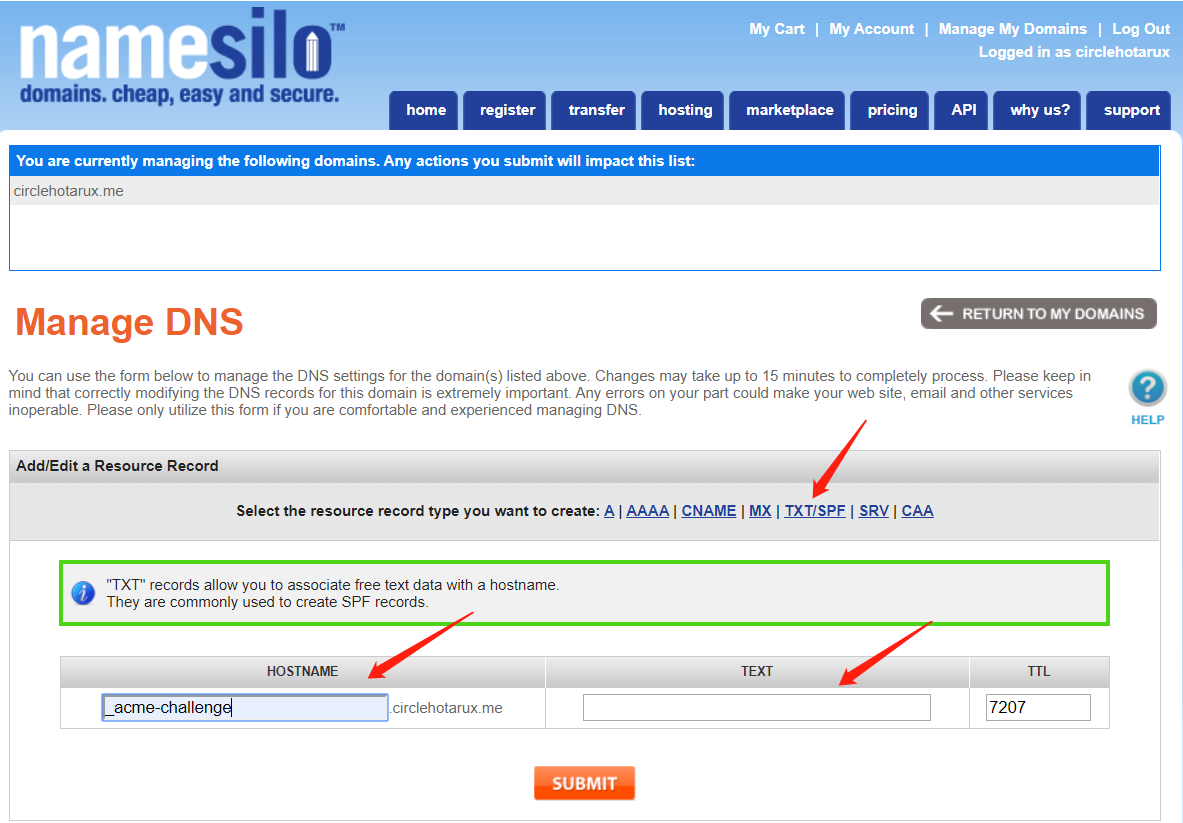 namesilo™
domains. cheap, easy and secure.
My Cart | My Account | Manage My Domains | Log Out
Logged in as circlehotarux
home register transfer hosting marketplace pricing API why us? support
You are currently managing the following domains. Any actions you submit will impact this list:
circlehotarux.me
Manage DNS
RETURN TO MY DOMAINS
You can use the form below to manage the DNS settings for the domain(s) listed above. Changes may take up to 15 minutes to completely process. Please keep in
mind that correctly modifying the DNS records for this domain is extremely important. Any errors on your part could make your web site, email and other services
inoperable. Please only utilize this form if you are comfortable and experienced managing DNS.
?
HELP
Add/Edit a Resource Record
Select the resource record type you want to create: A | AAAA | CNAME | MX | TXT/SPF | SRV | CAA
i
"TXT" records allow you to associate free text data with a hostname.
They are commonly used to create SPF records.
HOSTNAME TEXT TTL
_acme-challenge .circlehotarux.me 7207
SUBMIT